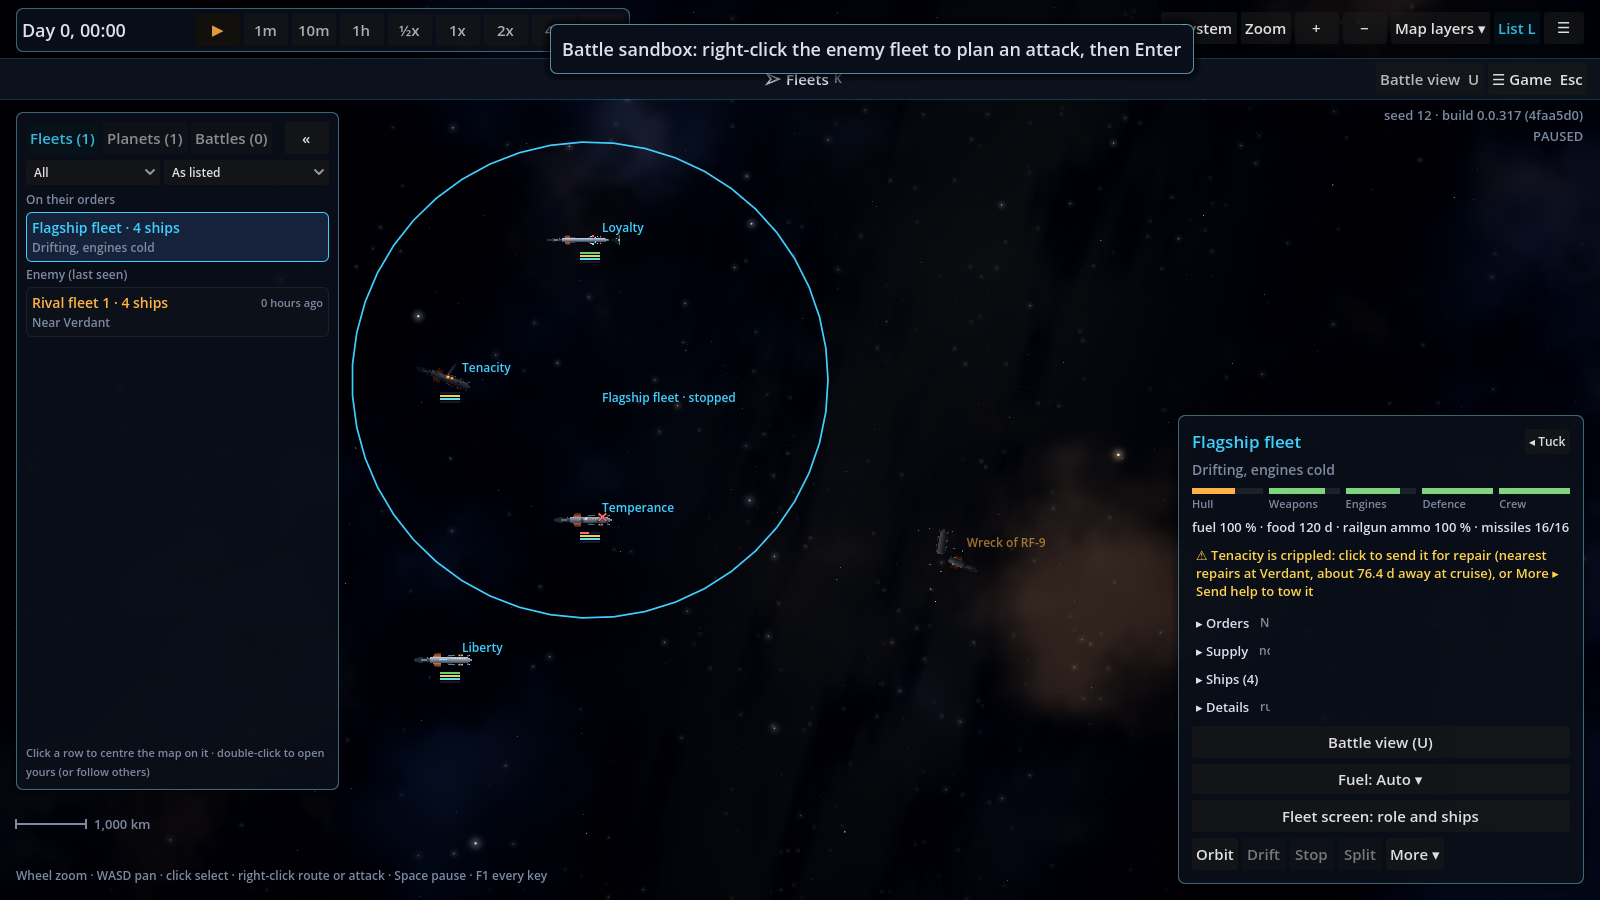 Day 0, 00:00
1m 10m 1h ½x 1x 2x
Battle sandbox: right-click the enemy fleet to plan an attack, then Enter
Zoom + − Map layers ▾ List L ☰
Fleets K
Battle view U ☰ Game Esc
seed 12 · build 0.0.317 (4faa5d0)
PAUSED
Fleets (1) Planets (1) Battles (0) «
All As listed
On their orders
Flagship fleet · 4 ships
Drifting, engines cold
Enemy (last seen)
Rival fleet 1 · 4 ships 0 hours ago
Near Verdant
Click a row to centre the map on it · double-click to open
yours (or follow others)
Loyalty
Tenacity
Flagship fleet · stopped
Temperance
Wreck of RF-9
Liberty
Flagship fleet ◂ Tuck
Drifting, engines cold
Hull Weapons Engines Defence Crew
fuel 100 % · food 120 d · railgun ammo 100 % · missiles 16/16
⚠ Tenacity is crippled: click to send it for repair (nearest
repairs at Verdant, about 76.4 d away at cruise), or More ▸
Send help to tow it
▸ Orders N
▸ Supply
▸ Ships (4)
▸ Details
Battle view (U)
Fuel: Auto ▾
Fleet screen: role and ships
Orbit Drift Stop Split More ▾
1,000 km
Wheel zoom · WASD pan · click select · right-click route or attack · Space pause · F1 every key